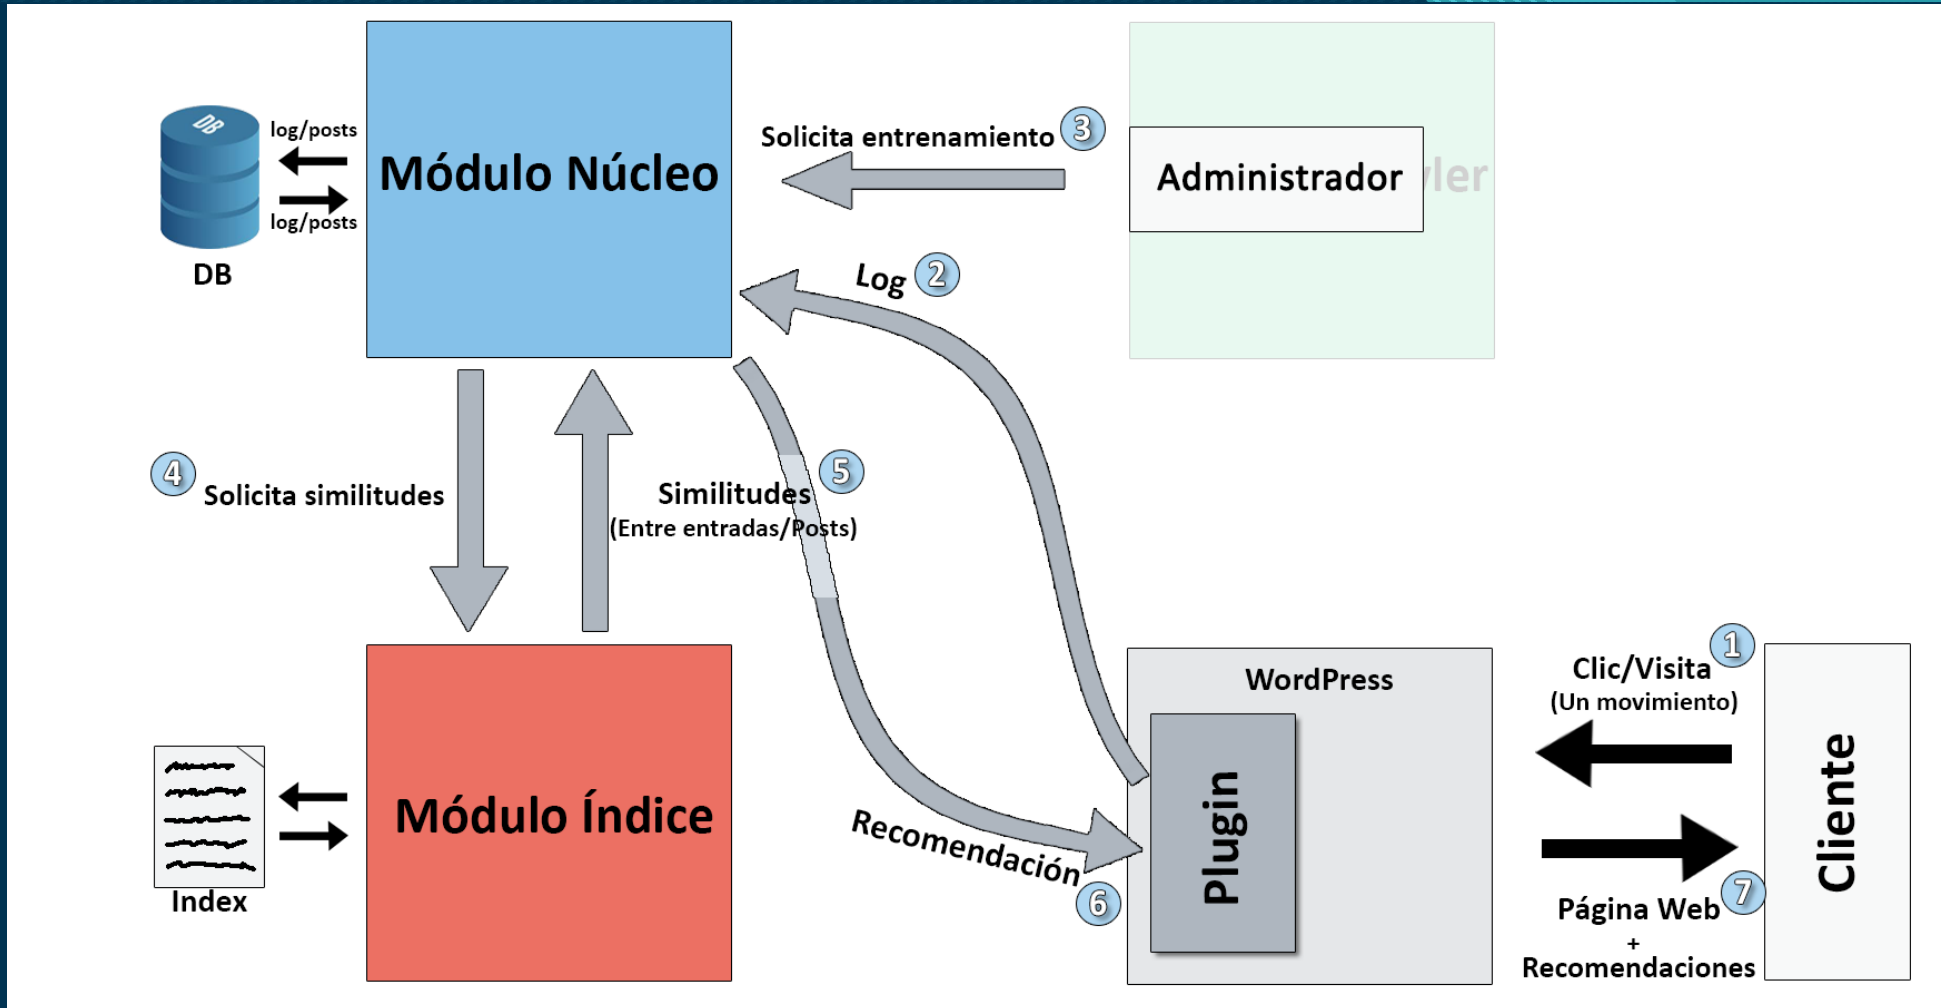 DB
log/posts
log/posts
DB
Módulo Núcleo
Solicita entrenamiento 3
Administrador
Log 2
4 Solicita similitudes
Similitudes 5
(Entre entradas/Posts)
Módulo Índice
Index
Recomendación 6
WordPress
Plugin
Clic/Visita 1
(Un movimiento)
Página Web 7
+
Recomendaciones
Cliente